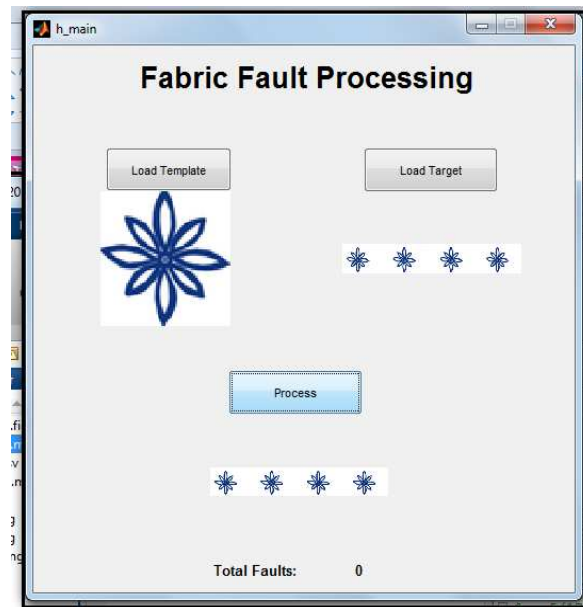 h_main
Fabric Fault Processing
Load Template
Load Target
Process
Total Faults: 0